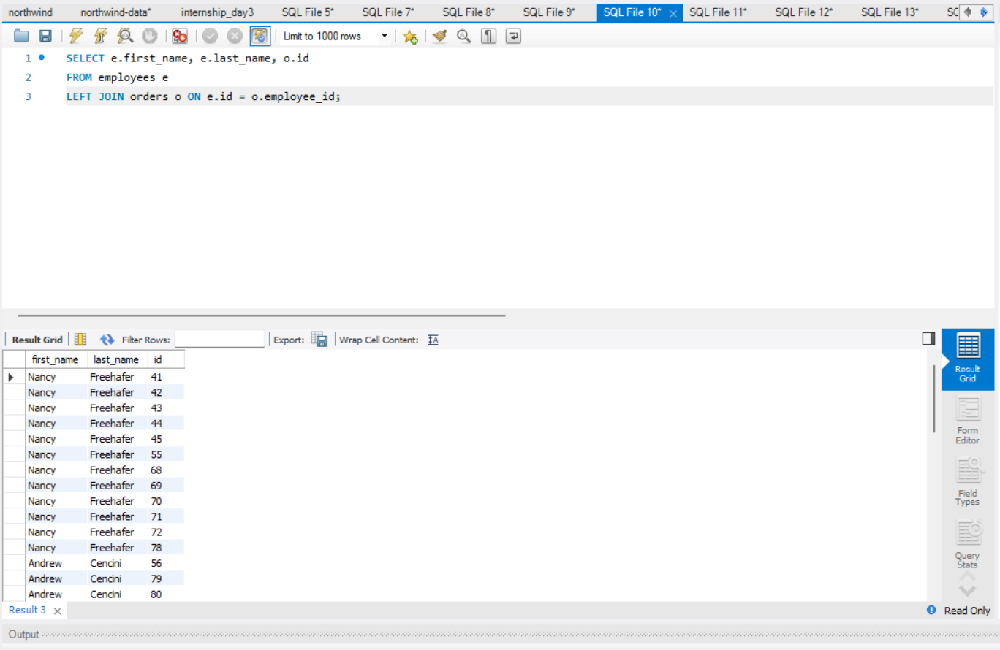 northwind northwind-data* internship_day3 SQL File 5* SQL File 7* SQL File 8* SQL File 9* SQL File 10* SQL File 11* SQL File 12* SQL File 13* SC
Limit to 1000 rows
1 SELECT e.first_name, e.last_name, o.id
2 FROM employees e
3 LEFT JOIN orders o ON e.id = o.employee_id;
Result Grid Filter Rows: Export: Wrap Cell Content:
first_name last_name id
Nancy Freehafer 41
Nancy Freehafer 42
Nancy Freehafer 43
Nancy Freehafer 44
Nancy Freehafer 45
Nancy Freehafer 55
Nancy Freehafer 68
Nancy Freehafer 69
Nancy Freehafer 70
Nancy Freehafer 71
Nancy Freehafer 72
Nancy Freehafer 78
Andrew Cencini 56
Andrew Cencini 79
Andrew Cencini 80
Result
Grid
Form
Editor
Field
Types
Query
Stats
Result 3 Read Only
Output